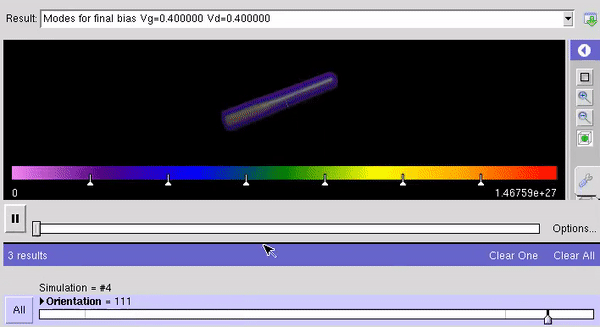 Result: Modes for final bias Vg=0.400000 Vd=0.400000
0 1.46759e+27
Options...
3 results Clear One Clear All
Simulation = #4
All Orientation = 111